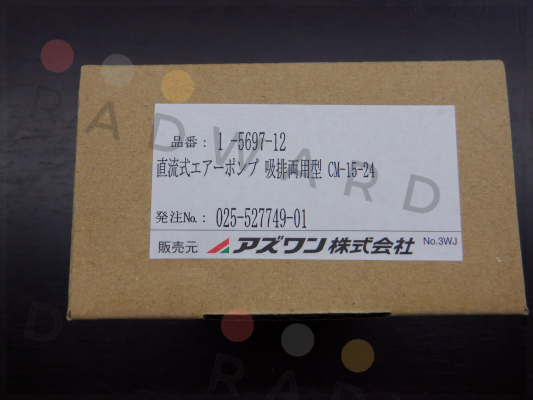 品番: 1 -5697-12
直流式エアーポンプ 吸排両用型 CM-15-24
発注No.: 025-527749-01
販売元 アズワン株式会社 No.3WJ
RADWARD
RADWARD